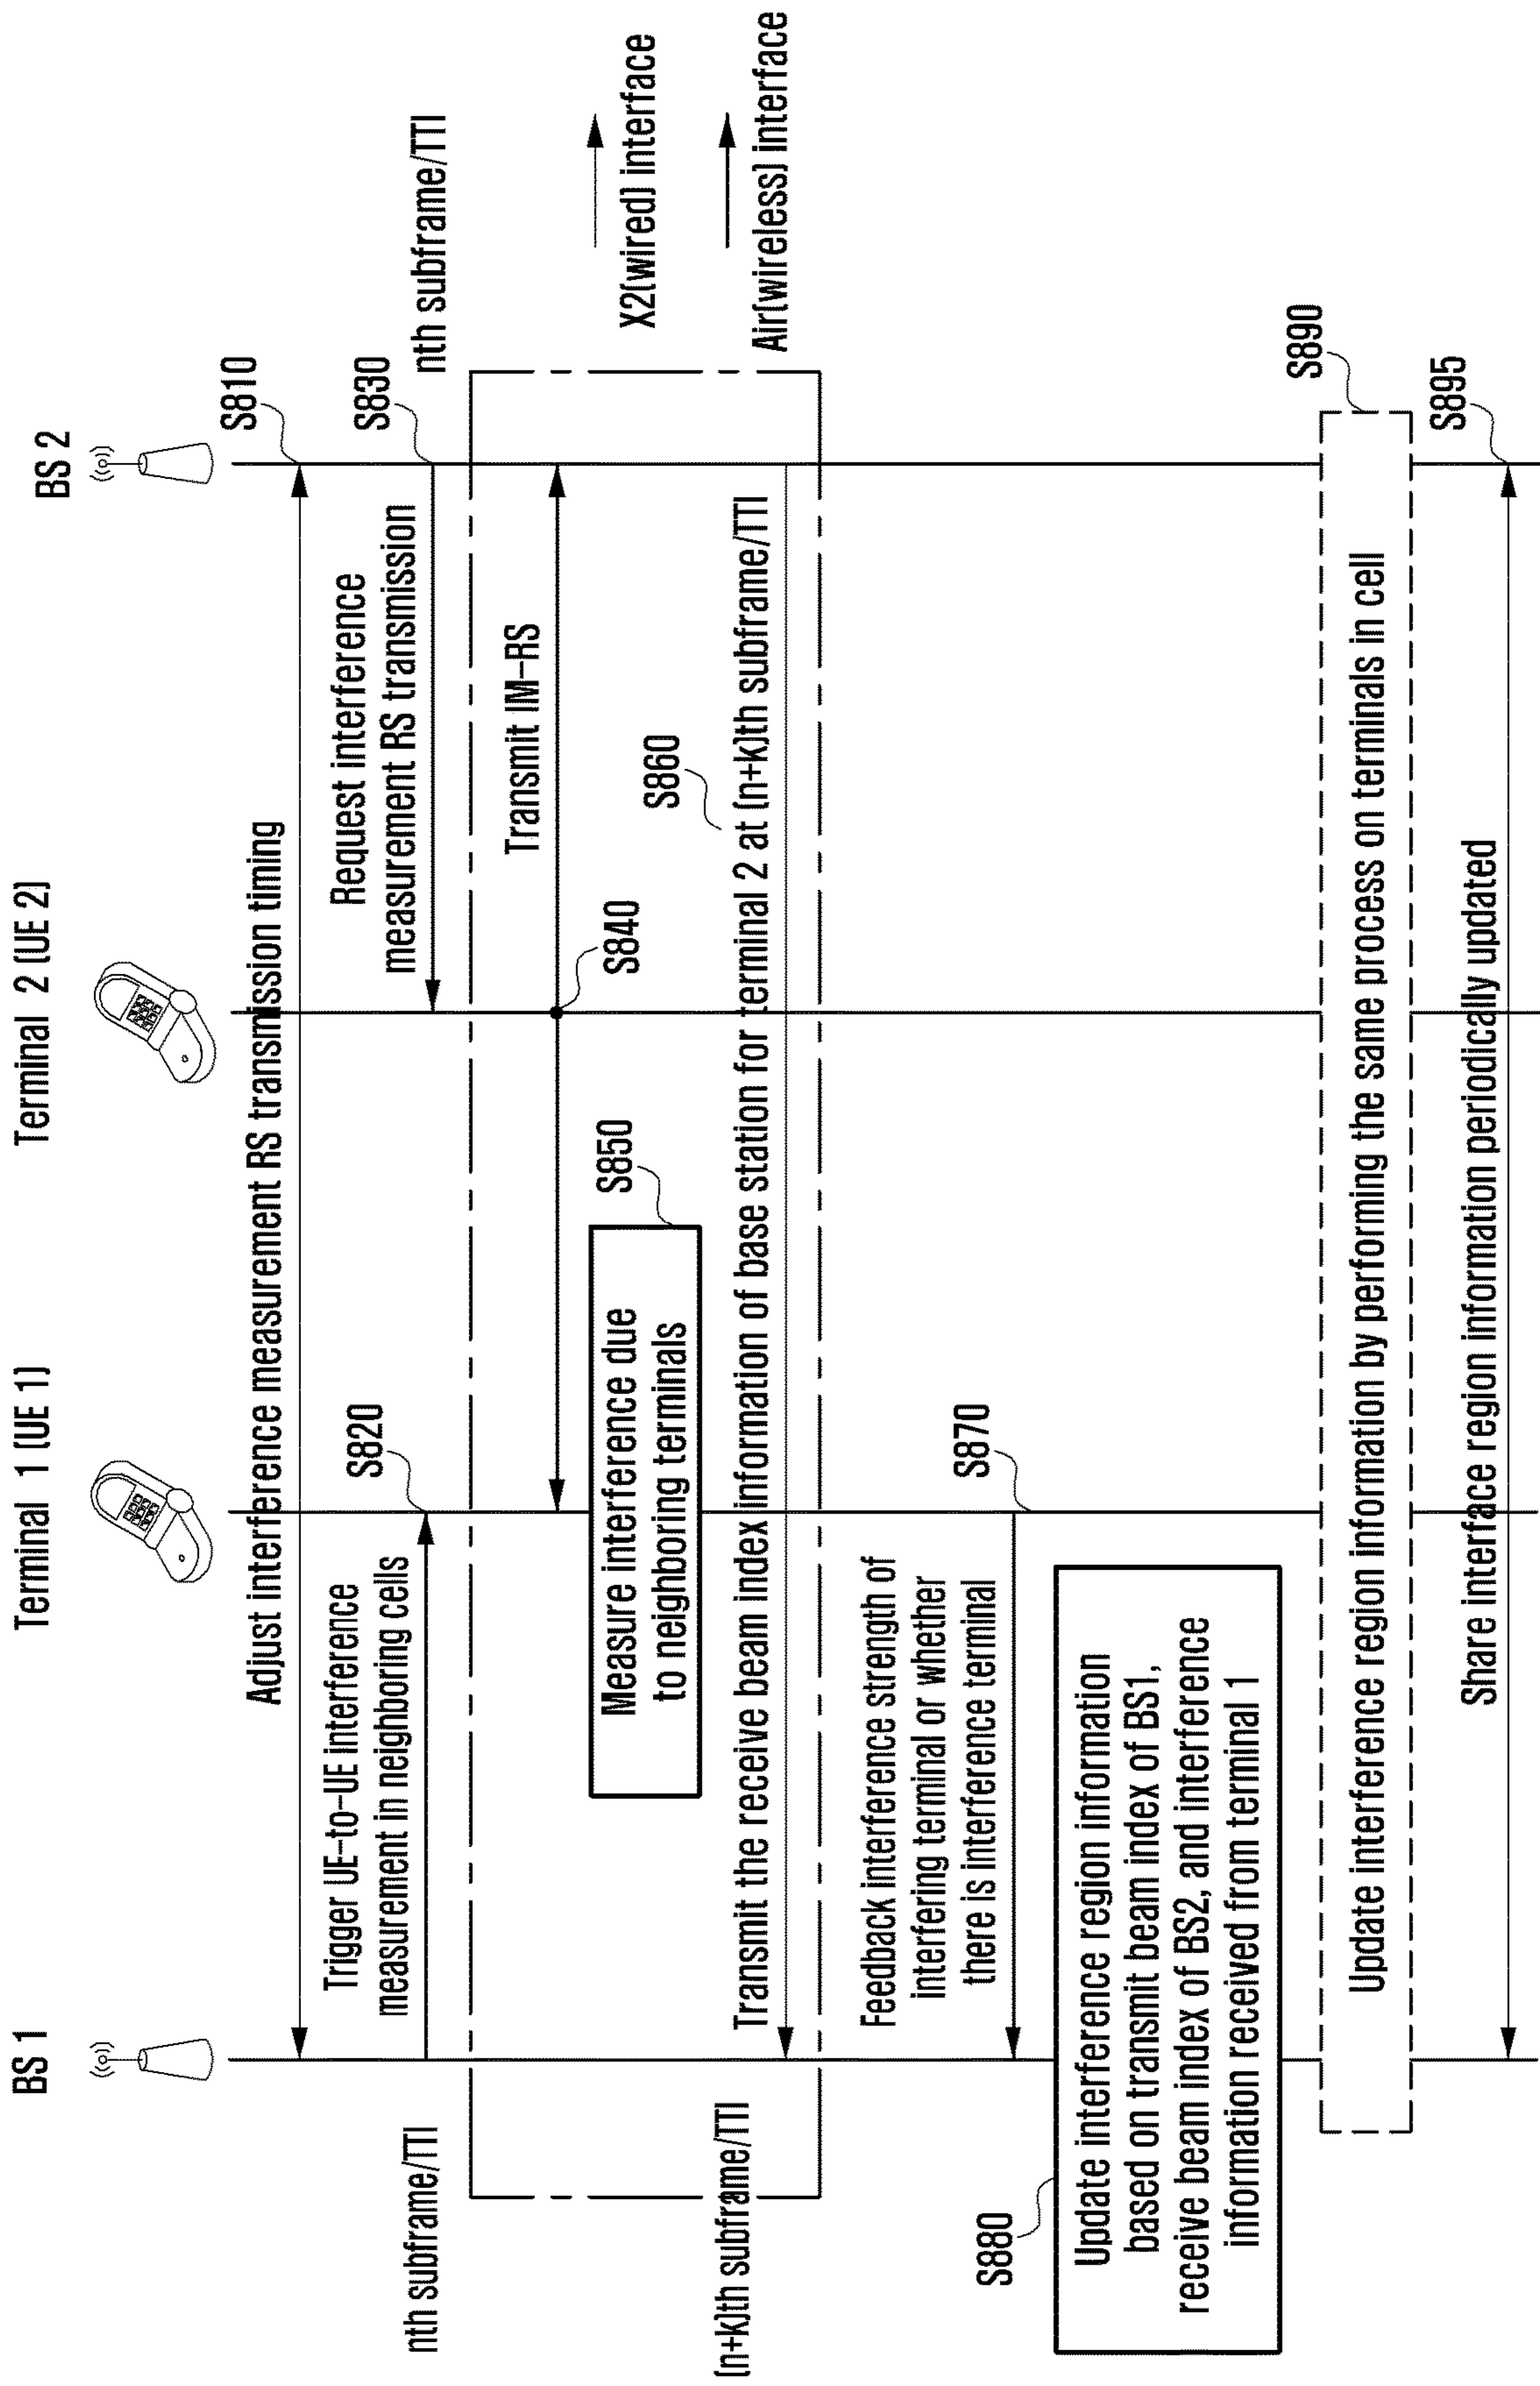 BS 1
Terminal 1 (UE 1)
Terminal 2 (UE 2)
BS 2
Adjust interference measurement RS transmission timing
S810
Trigger UE-to-UE interference
measurement in neighboring cells
S820
Request interference
measurement RS transmission
S830
nth subframe/TTI
nth subframe/TTI
Transmit IM-RS
S840
Measure interference due
to neighboring terminals
S850
X2(wired) interface
Air(wireless) interface
(n+K)th subframe/TTI
Transmit the receive beam index information of base station for terminal 2 at (n+K)th subframe/TTI
S860
Feedback interference strength of
interfering terminal or whether
there is interference terminal
S870
S880
Update interference region information
based on transmit beam index of BS1,
receive beam index of BS2, and interference
information received from terminal 1
Update interference region information by performing the same process on terminals in cell
S890
Share interface region information periodically updated
S895